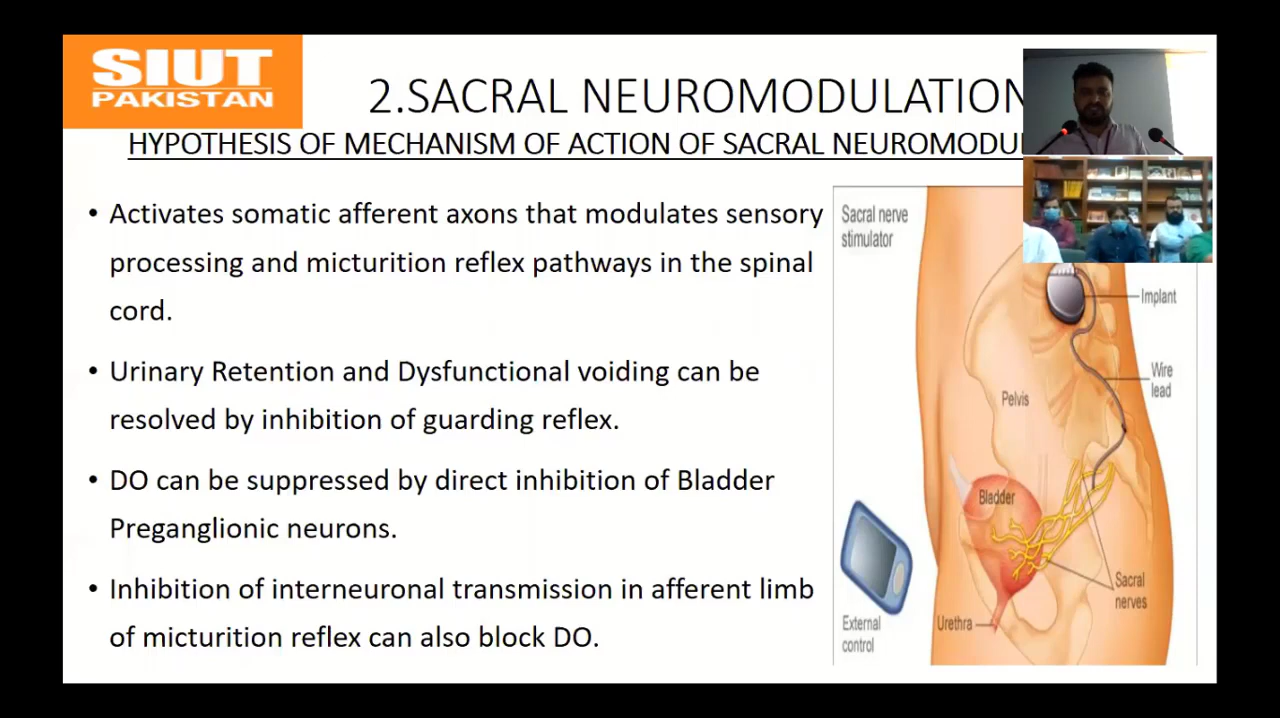 SIUT
PAKISTAN
2.SACRAL NEUROMODULATION
HYPOTHESIS OF MECHANISM OF ACTION OF SACRAL
• Activates somatic afferent axons that modulates sensory
processing and micturition reflex pathways in the spinal
cord.
• Urinary Retention and Dysfunctional voiding can be
resolved by inhibition of guarding reflex.
• DO can be suppressed by direct inhibition of Bladder
Preganglionic neurons.
• Inhibition of interneuronal transmission in afferent limb
of micturition reflex can also block DO.
Sacral nerve
stimulator
Implant
Wire
lead
Pelvis
Bladder
Sacral
nerves
Urethra
External
control